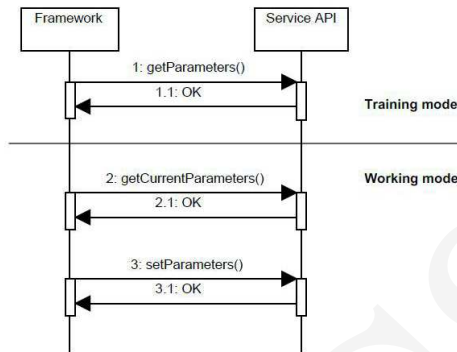 Framework
Service API
1: getParameters()
1.1: OK
Training mode
2: getCurrentParameters()
Working mode
2.1: OK
3: setParameters()
3.1: OK